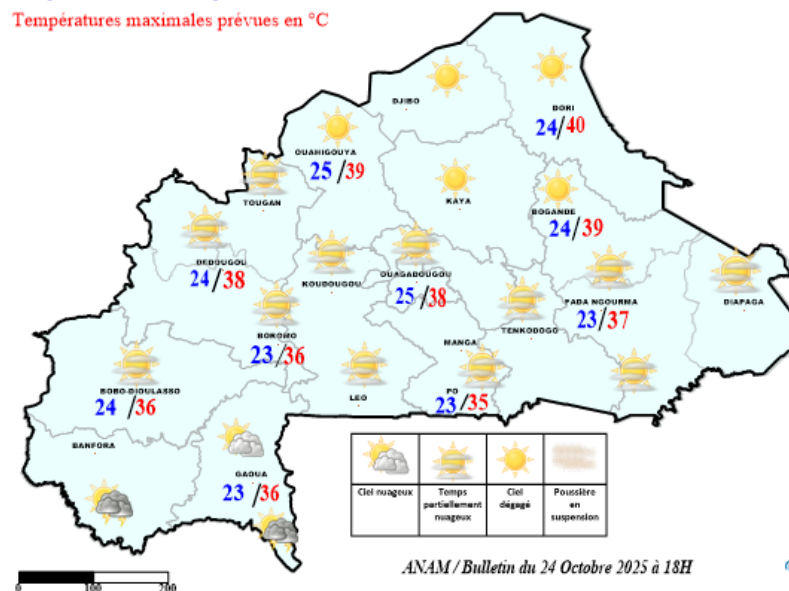 Températures maximales prévues en °C
DJIBO
DORI
24/40
OUAHIGOUYA
25/39
TOUGAN
KAYA
BOGANDE
24/39
DEDOUGOU
24/38
KOUDOUGOU
OUAGADOUGOU
25/38
FADA NGOURMA
23/37
DIAPAGA
TENKODOGO
BOROMO
23/36
MANGA
BOBO-DIOULASSO
24/36
LEO
PO
23/35
BANFORA
GAOUA
23/36
Ciel nuageux
Temps
partiellement
nuageux
Ciel
dégagé
Poussière
en
suspension
ANAM / Bulletin du 24 Octobre 2025 à 18H
0 100 200